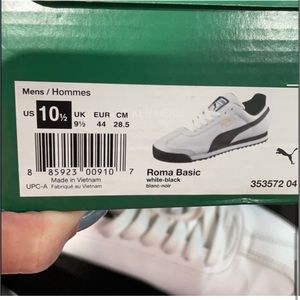 Mens / Hommes
US 10½ UK 9½ EUR 44 CM 28.5
8 85923 00910 7
UPC-A Made in Vietnam
Fabriqué au Vietnam
Roma Basic
white-black
blanc-noir
353572 04